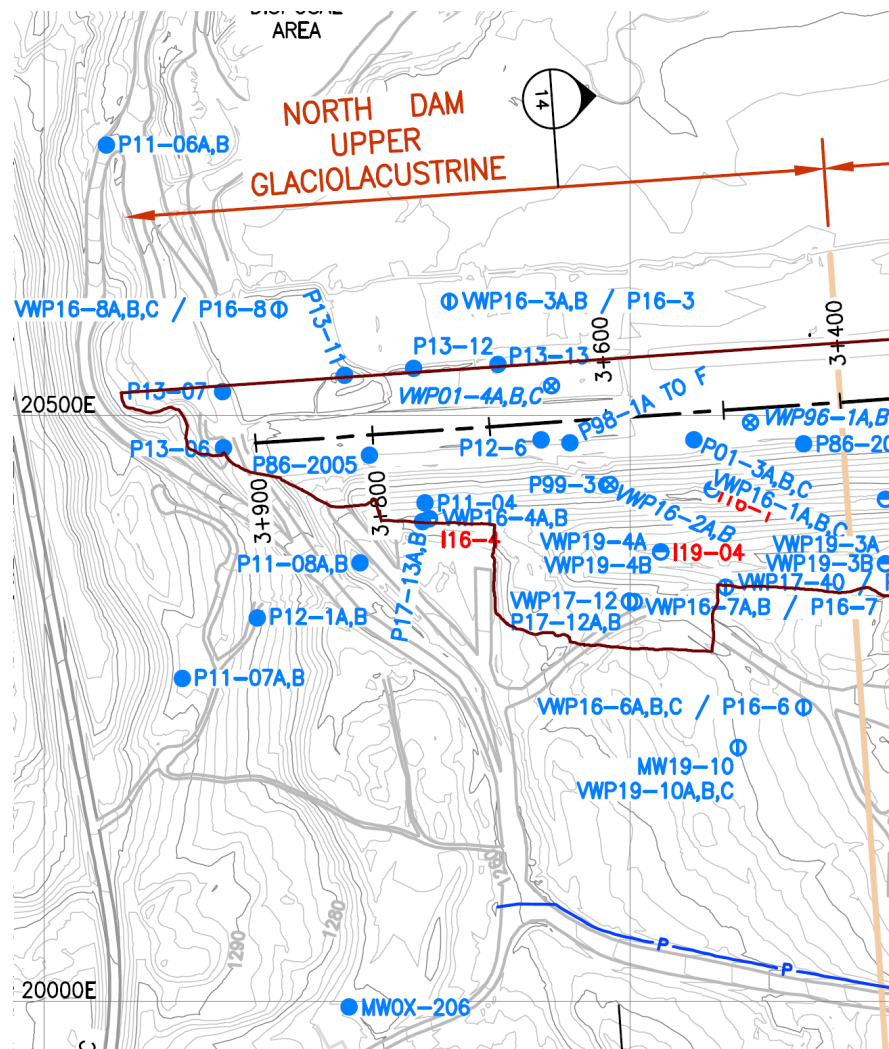 AREA
14
NORTH DAM
UPPER
GLACIOLACUSTRINE
P11-06A,B
VWP16-8A,B,C / P16-8
VWP16-3A,B / P16-3
P13-11
P13-12
P13-13
3+600
3+400
P13-07
VWP01-4A,B,C
20500E
P98-1A TO F
VWP96-1A,B
P13-06
P86-2005
P12-6
P01-3A,B,C
P86-20
3+900
3+800
P99-3
VWP16-2A,B
VWP16-1A,B,C
P11-04
VWP16-4A,B
I16-4
P17-13A,B
VWP19-4A
VWP19-4B
I19-04
VWP19-3A
VWP19-3B
P11-08A,B
VWP17-40 /
VWP17-12
P17-12A,B
VWP16-7A,B / P16-7
P12-1A,B
P11-07A,B
VWP16-6A,B,C / P16-6
MW19-10
VWP19-10A,B,C
1260
1280
1290
P
P
20000E
MW0X-206